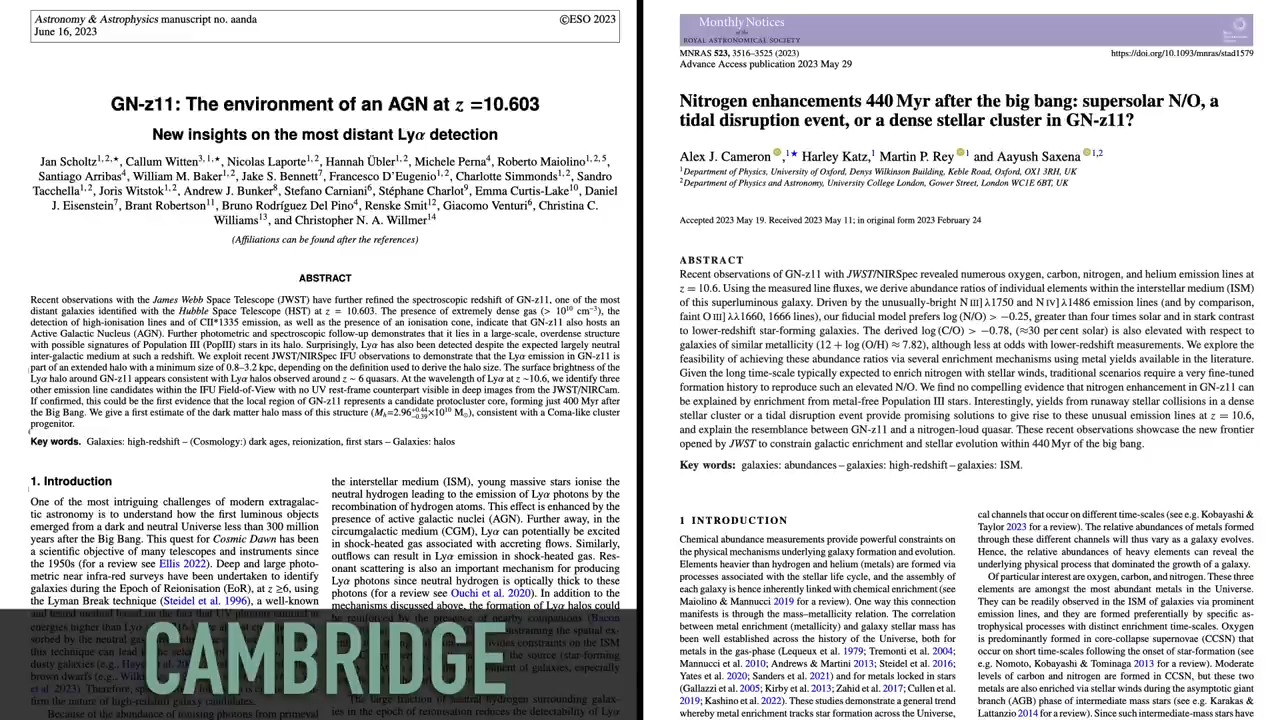 Astronomy & Astrophysics manuscript no. aanda
June 16, 2023
©ESO 2023
GN-z11: The environment of an AGN at z =10.603
New insights on the most distant Lyα detection
Jan Scholtz1,2,⋆, Callum Witten3,1,⋆, Nicolas Laporte1,2, Hannah Übler1,2, Michele Perna4, Roberto Maiolino1,2,5,
Santiago Arribas4, William M. Baker1,2, Jake S. Bennett7, Francesco D'Eugenio1,2, Charlotte Simmonds1,2, Sandro
Tacchella1,2, Joris Witstok1,2, Andrew J. Bunker8, Stefano Carniani6, Stéphane Charlot9, Emma Curtis-Lake10, Daniel
J. Eisenstein7, Brant Robertson11, Bruno Rodríguez Del Pino4, Renske Smit12, Giacomo Venturi6, Christina C.
Williams13, and Christopher N. A. Willmer14
(Affiliations can be found after the references)
ABSTRACT
Recent observations with the James Webb Space Telescope (JWST) have further refined the spectroscopic redshift of GN-z11, one of the most
distant galaxies identified with the Hubble Space Telescope (HST) at z = 10.603. The presence of extremely dense gas (> 10¹⁰ cm⁻³), the
detection of high-ionisation lines and of CII*1335 emission, as well as the presence of an ionisation cone, indicate that GN-z11 also hosts an
Active Galactic Nucleus (AGN). Further photometric and spectroscopic follow-up demonstrates that it lies in a large-scale, overdense structure
with possible signatures of Population III (PopIII) stars in its halo. Surprisingly, Lyα has also been detected despite the expected largely neutral
inter-galactic medium at such a redshift. We exploit recent JWST/NIRSpec IFU observations to demonstrate that the Lyα emission in GN-z11 is
part of an extended halo with a minimum size of 0.8–3.2 kpc, depending on the definition used to derive the halo size. The surface brightness of the
Lyα halo around GN-z11 appears consistent with Lyα halos observed around z ~ 6 quasars. At the wavelength of Lyα at z ~10.6, we identify three
other emission line candidates within the IFU Field-of-View with no UV rest-frame counterpart visible in deep images from the JWST/NIRCam.
If confirmed, this could be the first evidence that the local region of GN-z11 represents a candidate protocluster core, forming just 400 Myr after
the Big Bang. We give a first estimate of the dark matter halo mass of this structure (Mh=2.96+0.44−0.39×10¹⁰ M⊙), consistent with a Coma-like cluster
progenitor.
Key words. Galaxies: high-redshift – (Cosmology:) dark ages, reionization, first stars – Galaxies: halos
1. Introduction
One of the most intriguing challenges of modern extragalac-
tic astronomy is to understand how the first luminous objects
emerged from a dark and neutral Universe less than 300 million
years after the Big Bang. This quest for Cosmic Dawn has been
a scientific objective of many telescopes and instruments since
the 1950s (for a review see Ellis 2022). Deep and large photo-
metric near infra-red surveys have been undertaken to identify
galaxies during the Epoch of Reionisation (EoR), at z ≥6, using
the Lyman Break technique (Steidel et al. 1996), a well-known
the interstellar medium (ISM), young massive stars ionise the
neutral hydrogen leading to the emission of Lyα photons by the
recombination of hydrogen atoms. This effect is enhanced by the
presence of active galactic nuclei (AGN). Further away, in the
circumgalactic medium (CGM), Lyα can potentially be excited
in shock-heated gas associated with accreting flows. Similarly,
outflows can result in Lyα emission in shock-heated gas. Res-
onant scattering is also an important mechanism for producing
Lyα photons since neutral hydrogen is optically thick to these
photons (for a review see Ouchi et al. 2020). In addition to the
mechanisms discussed above, the formation of Lyα halos could
CAMBRIDGE
Monthly Notices
of the
ROYAL ASTRONOMICAL SOCIETY
MNRAS 523, 3516–3525 (2023)
https://doi.org/10.1093/mnras/stad1579
Advance Access publication 2023 May 29
Nitrogen enhancements 440 Myr after the big bang: supersolar N/O, a
tidal disruption event, or a dense stellar cluster in GN-z11?
Alex J. Cameron ,1★ Harley Katz,1 Martin P. Rey 1 and Aayush Saxena 1,2
1Department of Physics, University of Oxford, Denys Wilkinson Building, Keble Road, Oxford, OX1 3RH, UK
2Department of Physics and Astronomy, University College London, Gower Street, London WC1E 6BT, UK
Accepted 2023 May 19. Received 2023 May 11; in original form 2023 February 24
ABSTRACT
Recent observations of GN-z11 with JWST/NIRSpec revealed numerous oxygen, carbon, nitrogen, and helium emission lines at
z = 10.6. Using the measured line fluxes, we derive abundance ratios of individual elements within the interstellar medium (ISM)
of this superluminous galaxy. Driven by the unusually-bright N III] λ1750 and N IV] λ1486 emission lines (and by comparison,
faint O III] λλ1660, 1666 lines), our fiducial model prefers log (N/O) > −0.25, greater than four times solar and in stark contrast
to lower-redshift star-forming galaxies. The derived log (C/O) > −0.78, (≈30 per cent solar) is also elevated with respect to
galaxies of similar metallicity (12 + log (O/H) ≈ 7.82), although less at odds with lower-redshift measurements. We explore the
feasibility of achieving these abundance ratios via several enrichment mechanisms using metal yields available in the literature.
Given the long time-scale typically expected to enrich nitrogen with stellar winds, traditional scenarios require a very fine-tuned
formation history to reproduce such an elevated N/O. We find no compelling evidence that nitrogen enhancement in GN-z11 can
be explained by enrichment from metal-free Population III stars. Interestingly, yields from runaway stellar collisions in a dense
stellar cluster or a tidal disruption event provide promising solutions to give rise to these unusual emission lines at z = 10.6,
and explain the resemblance between GN-z11 and a nitrogen-loud quasar. These recent observations showcase the new frontier
opened by JWST to constrain galactic enrichment and stellar evolution within 440 Myr of the big bang.
Key words: galaxies: abundances – galaxies: high-redshift – galaxies: ISM.
1 INTRODUCTION
Chemical abundance measurements provide powerful constraints on
the physical mechanisms underlying galaxy formation and evolution.
Elements heavier than hydrogen and helium (metals) are formed via
processes associated with the stellar life cycle, and the assembly of
each galaxy is hence inherently linked with chemical enrichment (see
Maiolino & Mannucci 2019 for a review). One way this connection
manifests is through the mass–metallicity relation. The correlation
between metal enrichment (metallicity) and galaxy stellar mass has
been well established across the history of the Universe, both for
metals in the gas-phase (Lequeux et al. 1979; Tremonti et al. 2004;
Mannucci et al. 2010; Andrews & Martini 2013; Steidel et al. 2016;
Yates et al. 2020; Sanders et al. 2021) and for metals locked in stars
(Gallazzi et al. 2005; Kirby et al. 2013; Zahid et al. 2017; Cullen et al.
2019; Kashino et al. 2022). These studies demonstrate a general trend
whereby metal enrichment tracks star formation across the Universe,
cal channels that occur on different time-scales (see e.g. Kobayashi &
Taylor 2023 for a review). The relative abundances of metals formed
through these different channels will thus vary as a galaxy evolves.
Hence, the relative abundances of heavy elements can reveal the
underlying physical process that dominated the growth of a galaxy.
Of particular interest are oxygen, carbon, and nitrogen. These three
elements are amongst the most abundant metals in the Universe.
They can be readily observed in the ISM of galaxies via prominent
emission lines, and they are formed preferentially by specific as-
trophysical processes with distinct enrichment time-scales. Oxygen
is predominantly formed in core-collapse supernovae (CCSN) that
occur on short time-scales following the onset of star-formation (see
e.g. Nomoto, Kobayashi & Tominaga 2013 for a review). Moderate
levels of carbon and nitrogen are formed in CCSN, but these two
metals are also enriched via stellar winds during the asymptotic giant
branch (AGB) phase of intermediate mass stars (see e.g. Karakas &
Lattanzio 2014 for a review). Since such intermediate-mass stars have